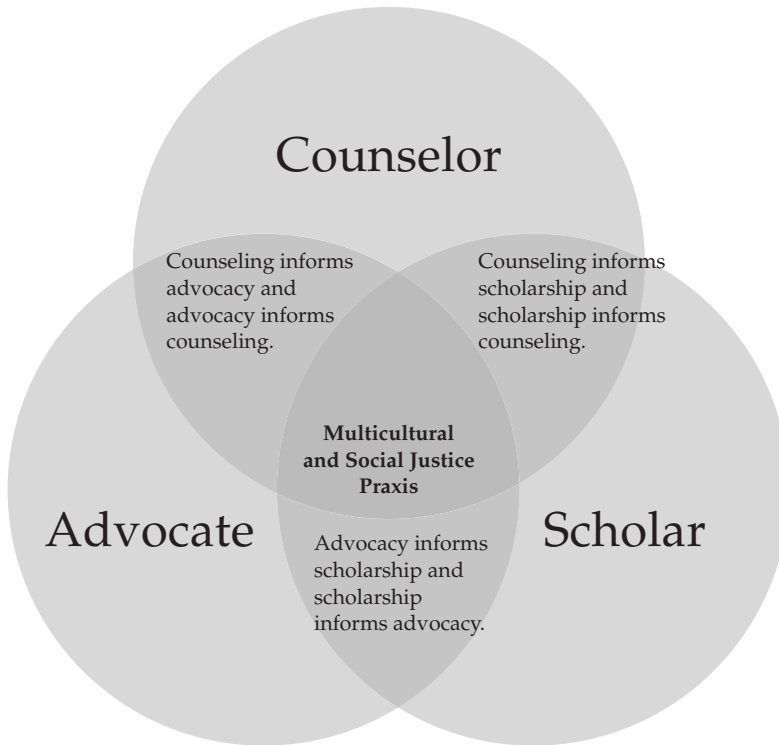 Counselor
Counseling informs
advocacy and
advocacy informs
counseling.
Counseling informs
scholarship and
scholarship informs
counseling.
Multicultural
and Social Justice
Praxis
Advocate
Scholar
Advocacy informs
scholarship and
scholarship
informs advocacy.